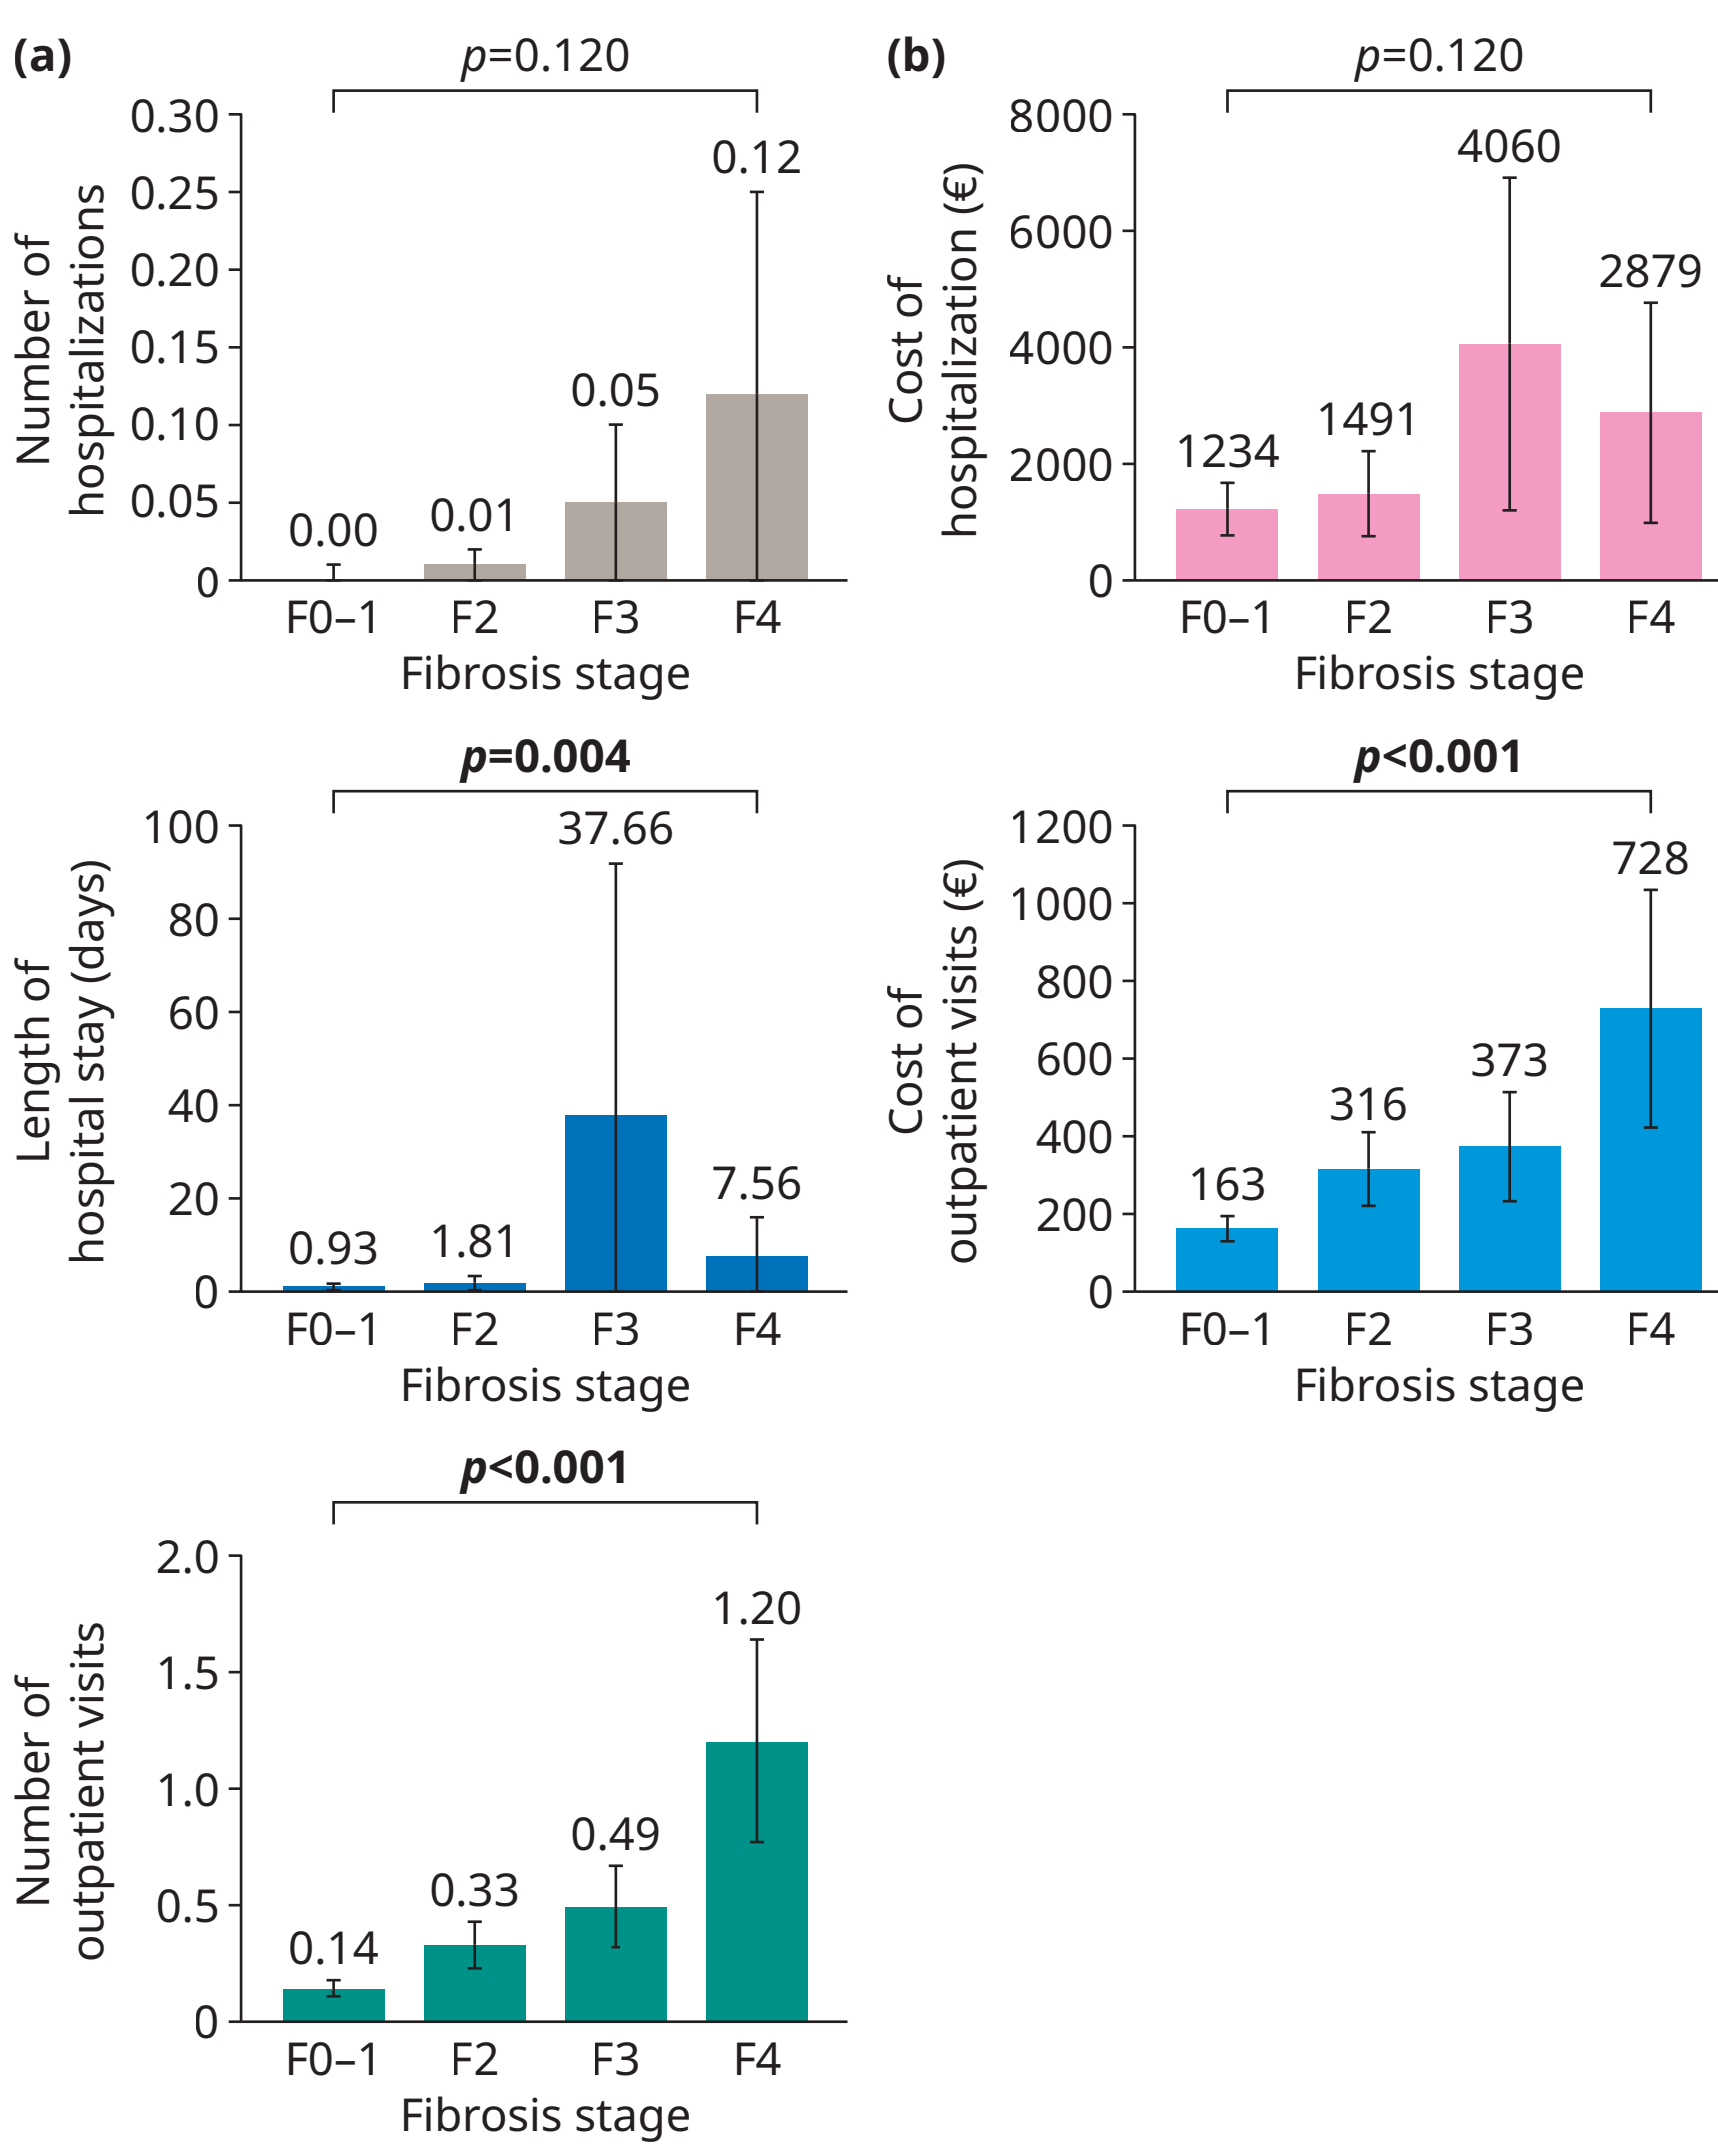 (a)
p=0.120
Number of
hospitalizations
0.30
0.25
0.20
0.15
0.10
0.05
0
0.00
0.01
0.05
0.12
F0–1 F2 F3 F4
Fibrosis stage
p=0.004
Length of
hospital stay (days)
100
80
60
40
20
0
0.93
1.81
37.66
7.56
F0–1 F2 F3 F4
Fibrosis stage
p<0.001
Number of
outpatient visits
2.0
1.5
1.0
0.5
0
0.14
0.33
0.49
1.20
F0–1 F2 F3 F4
Fibrosis stage
(b)
p=0.120
Cost of
hospitalization (€)
8000
6000
4000
2000
0
1234
1491
4060
2879
F0–1 F2 F3 F4
Fibrosis stage
p<0.001
Cost of
outpatient visits (€)
1200
1000
800
600
400
200
0
163
316
373
728
F0–1 F2 F3 F4
Fibrosis stage